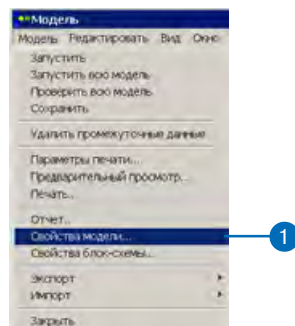 Модель
Модель Редактировать Вид Окно
Запустить
Запустить всю модель
Проверить всю модель
Сохранить
Удалить промежуточные данные
Параметры печати...
Предварительный просмотр...
Печать...
Отчет...
Свойства модели...
1
Свойства блок-схемы...
Экспорт
Импорт
Закрыть